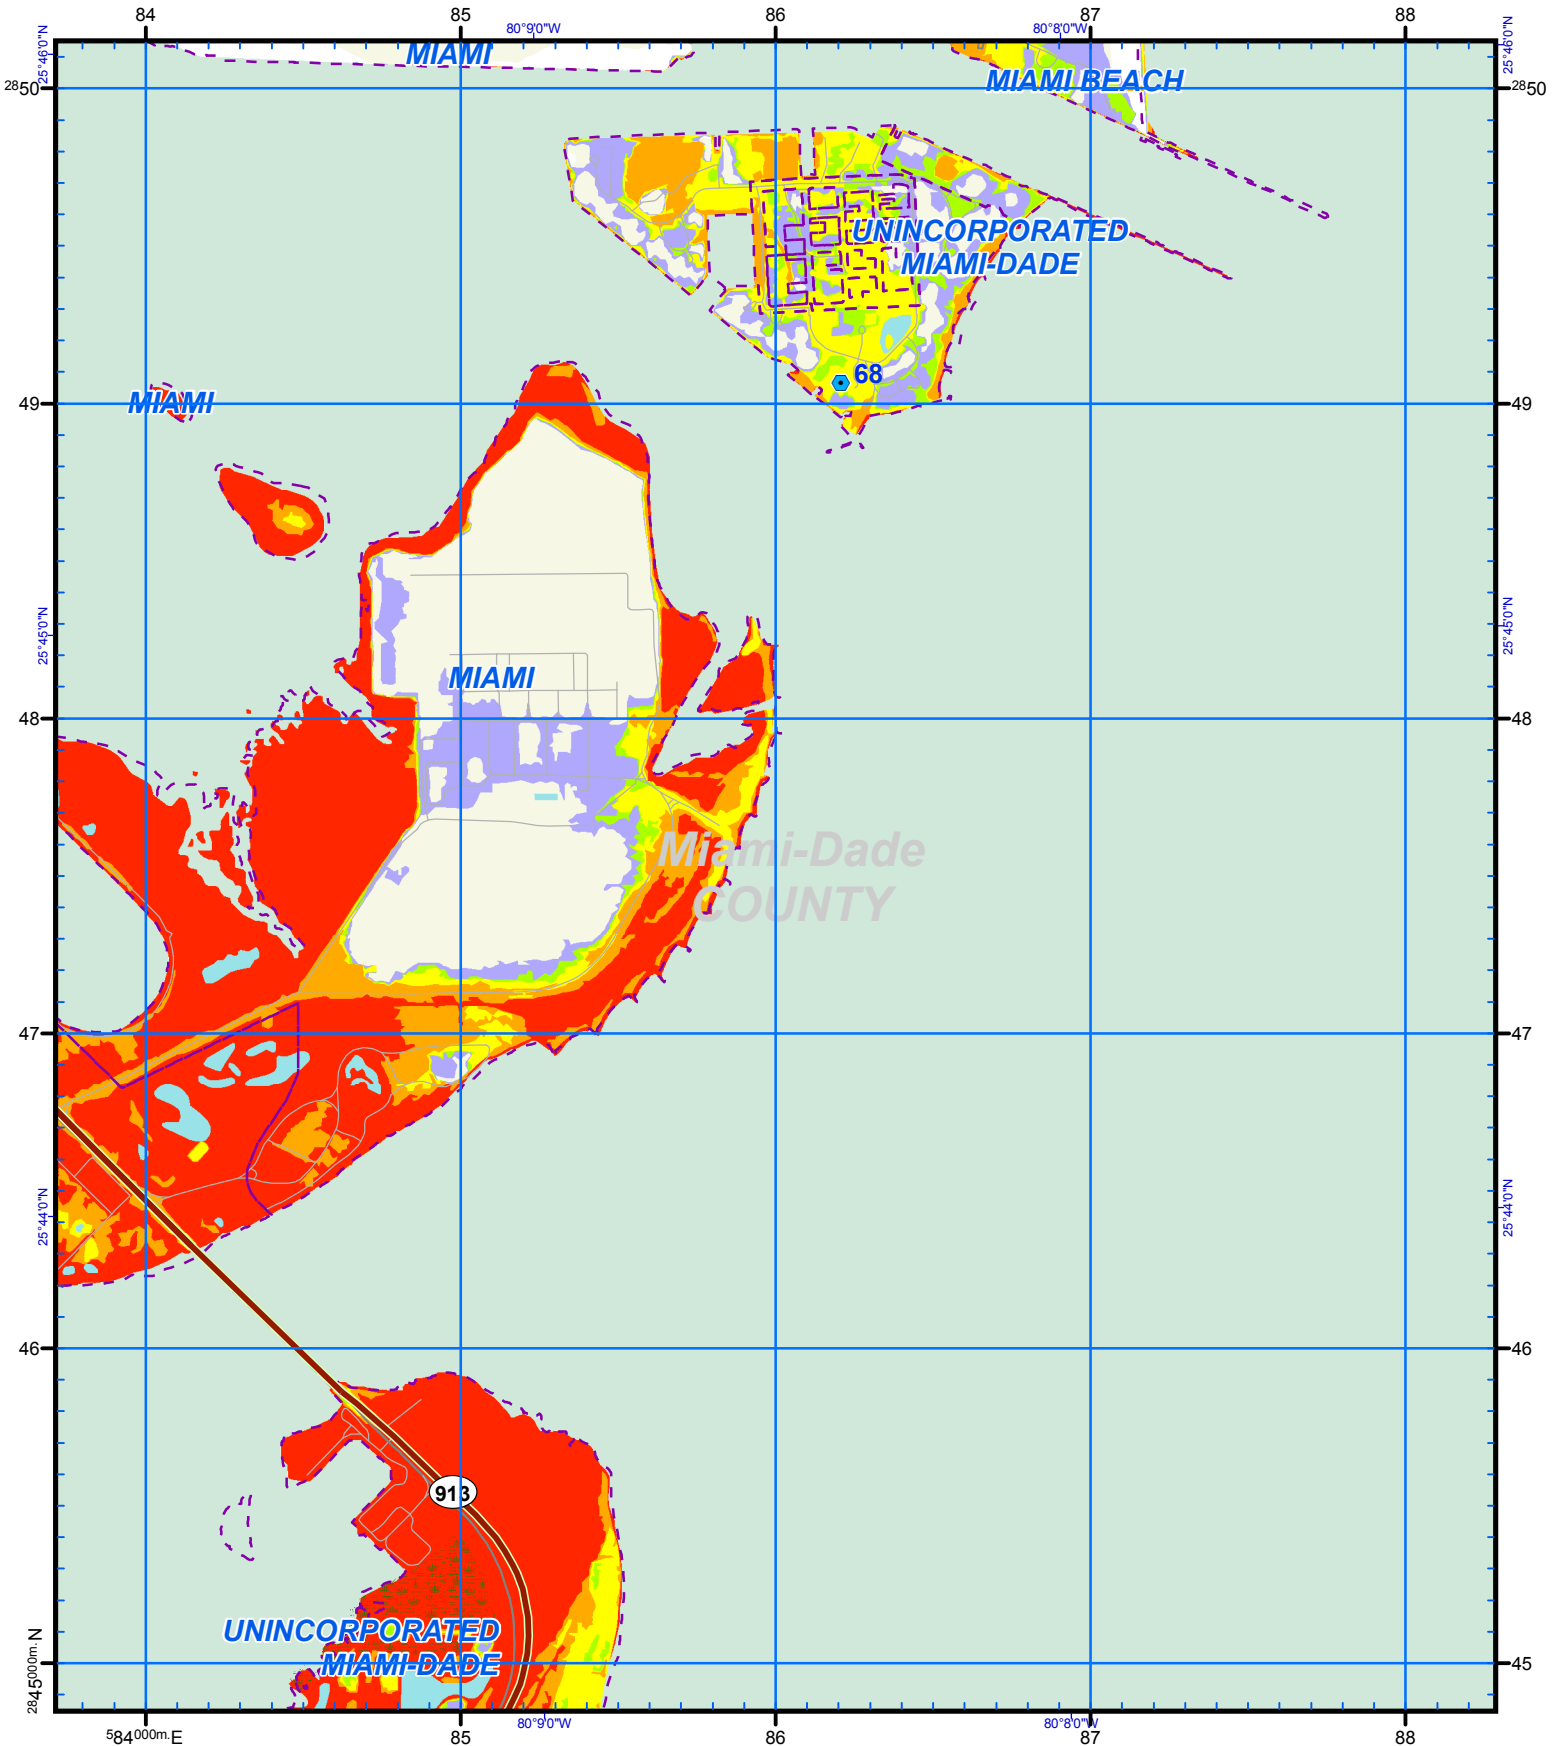 84 85 86 87 88
80°9'0"W 80°8'0"W
25°46'0"N 25°46'0"N
MIAMI
MIAMI BEACH
2850 2850
UNINCORPORATED
MIAMI-DADE
68
49 MIAMI 49
25°45'0"N 25°45'0"N
MIAMI
48 48
Miami-Dade
COUNTY
47 47
25°44'0"N 25°44'0"N
46 46
913
UNINCORPORATED
MIAMI-DADE
2845000m. N 45
80°9'0"W 80°8'0"W
584000m. E 85 86 87 88